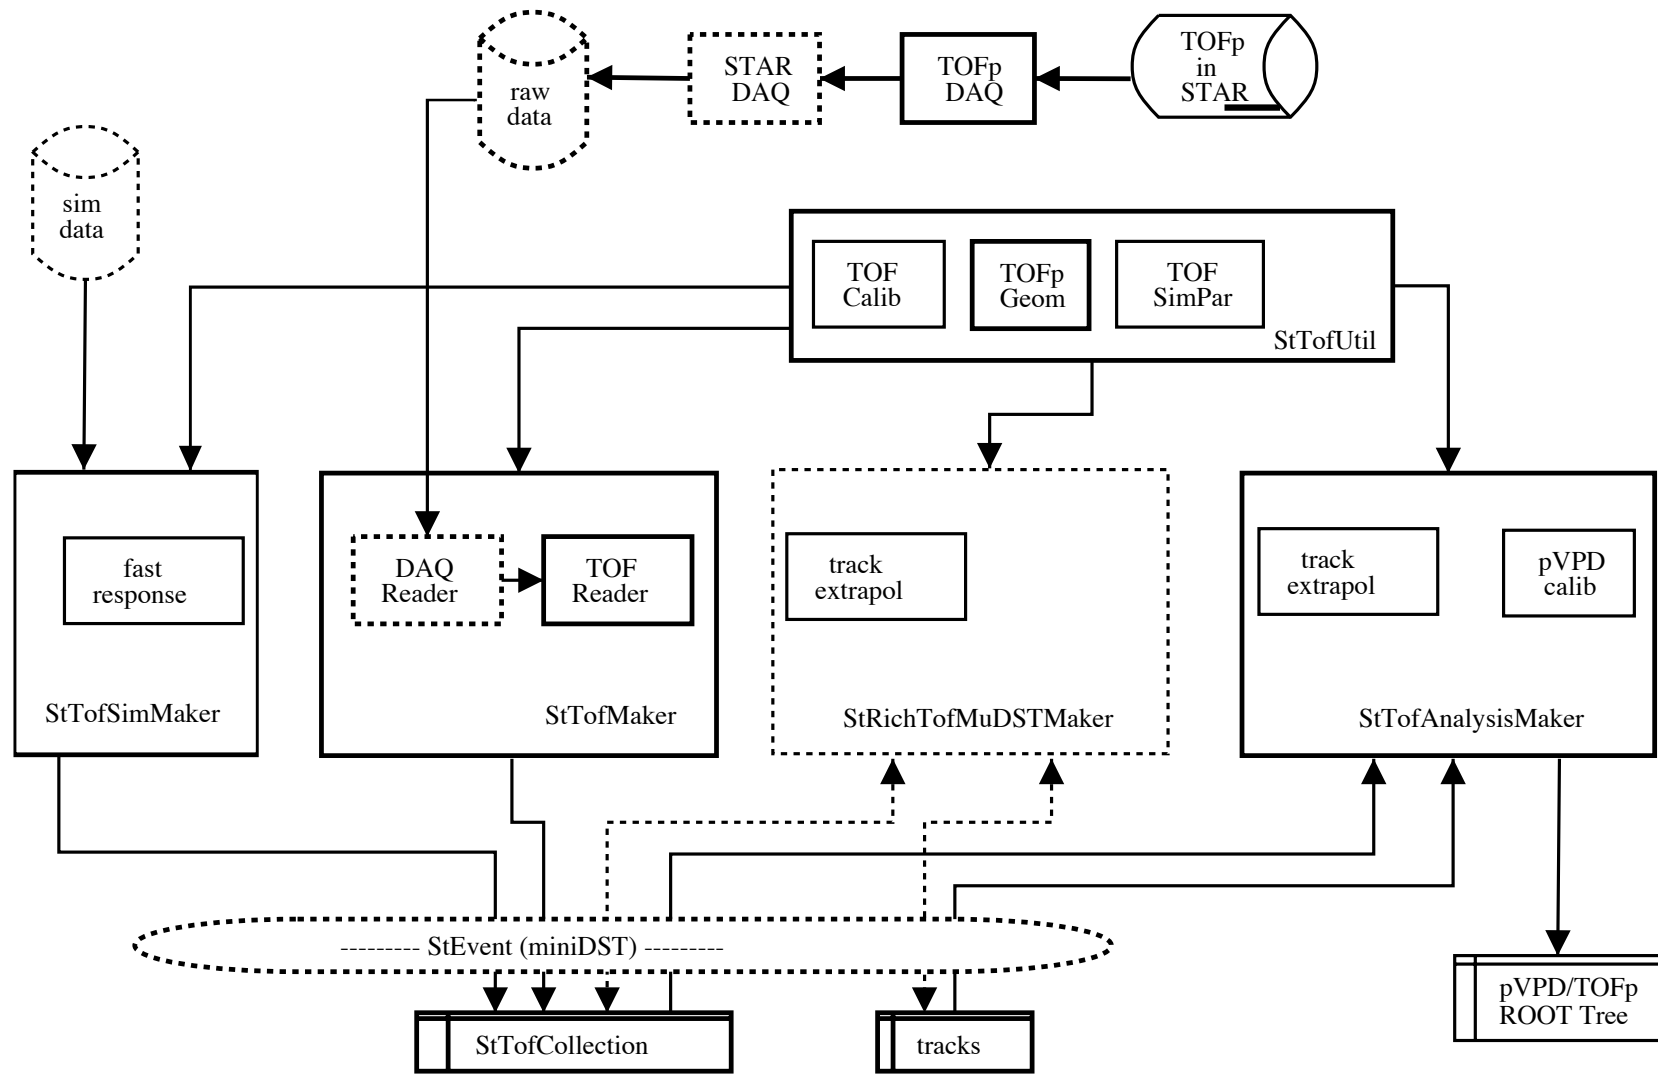 raw
data
STAR
DAQ
TOFp
DAQ
TOFp
in
STAR
sim
data
TOF
Calib
TOFp
Geom
TOF
SimPar
StTofUtil
fast
response
StTofSimMaker
DAQ
Reader
TOF
Reader
StTofMaker
track
extrapol
StRichTofMuDSTMaker
track
extrapol
pVPD
calib
StTofAnalysisMaker
--------- StEvent (miniDST) ---------
StTofCollection
tracks
pVPD/TOFp
ROOT Tree